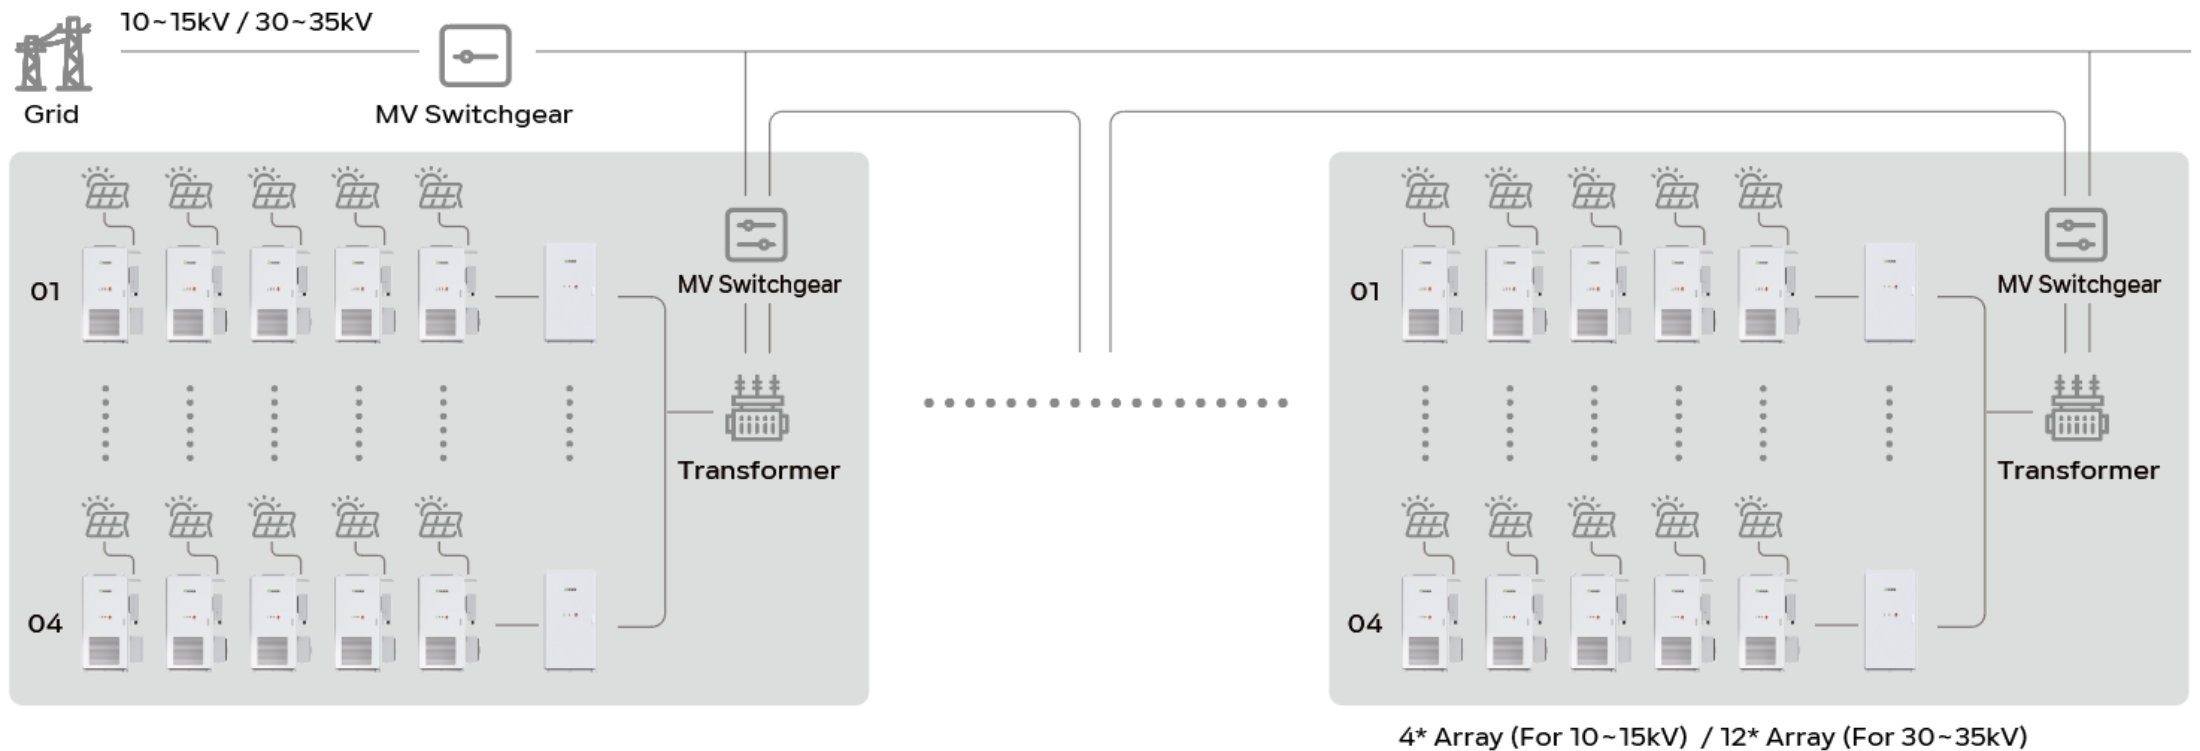 10~15kV / 30~35kV
Grid
MV Switchgear
01
MV Switchgear
Transformer
04
01
MV Switchgear
Transformer
04
4* Array (For 10~15kV) / 12* Array (For 30~35kV)